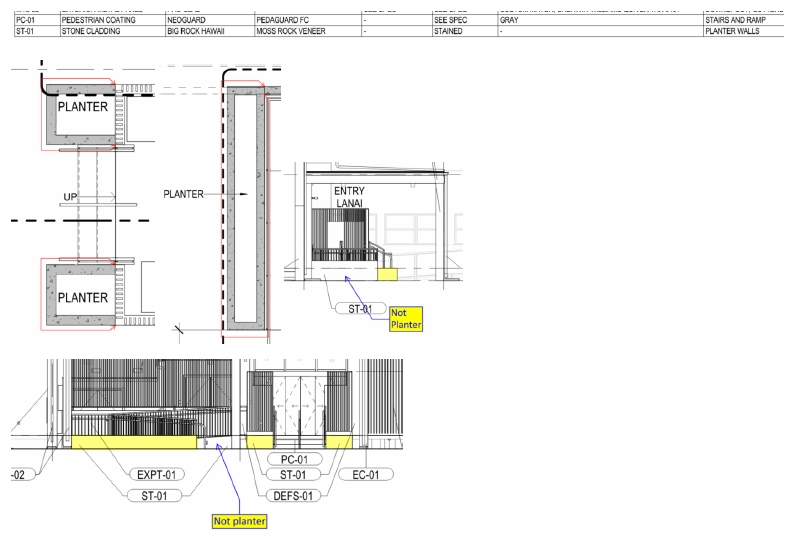 PC-01 PEDESTRIAN COATING NEOGUARD PEDAGUARD FC - SEE SPEC GRAY STAIRS AND RAMP
ST-01 STONE CLADDING BIG ROCK HAWAII MOSS ROCK VENEER - STAINED - PLANTER WALLS
PLANTER
UP
PLANTER
PLANTER
ENTRY
LANAI
ST-01
Not
Planter
PLANTER
-02
EXPT-01
ST-01
PC-01
ST-01
DEFS-01
EC-01
Not planter